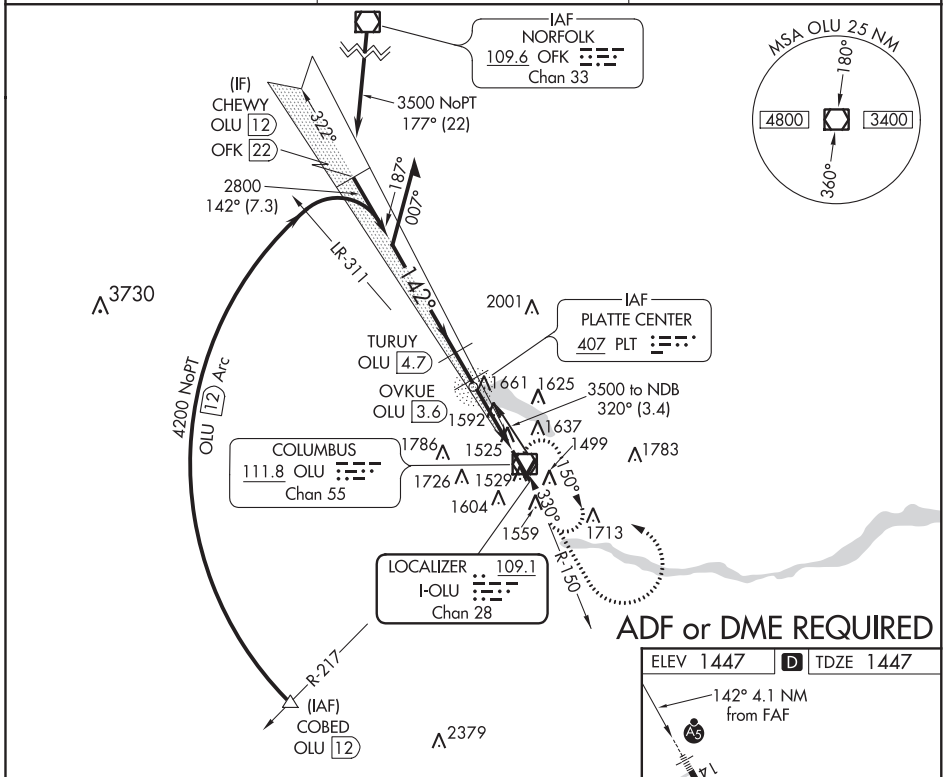 IAF
NORFOLK
109.6 OFK
Chan 33
MSA OLU 25 NM
180°
4800
3400
360°
(IF)
CHEWY
OLU 12
OFK 22
322°
3500 NoPT
177° (22)
2800
142° (7.3)
187°
007°
LR-311
142°
3730
2001
IAF
PLATTE CENTER
407 PLT
TURUY
OLU 4.7
OVKUE
OLU 3.6
1661
1625
3500 to NDB
320° (3.4)
1592
1637
4200 NoPT
OLU 12 Arc
COLUMBUS
111.8 OLU
Chan 55
1786
1525
1499
1783
1726
1529
150°
1604
330°
1559
1713
R-150
LOCALIZER 109.1
I-OLU
Chan 28
R-217
(IAF)
COBED
OLU 12
2379
ADF or DME REQUIRED
ELEV 1447
D
TDZE 1447
142° 4.1 NM
from FAF
A5
14